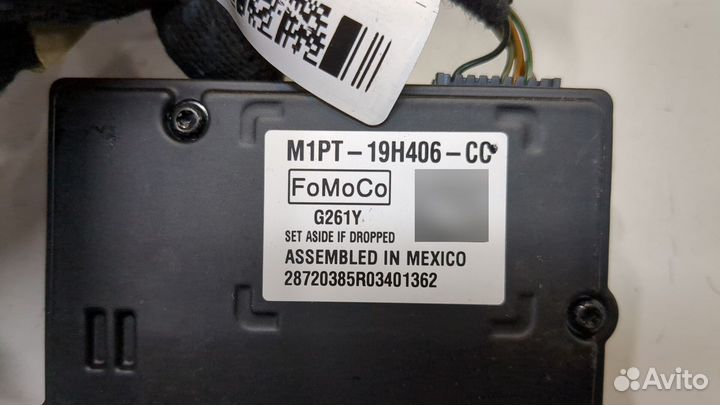 M1PT-19H406-CC
FoMoCo
G261Y
SET ASIDE IF DROPPED
ASSEMBLED IN MEXICO
28720385R03401362
Avito